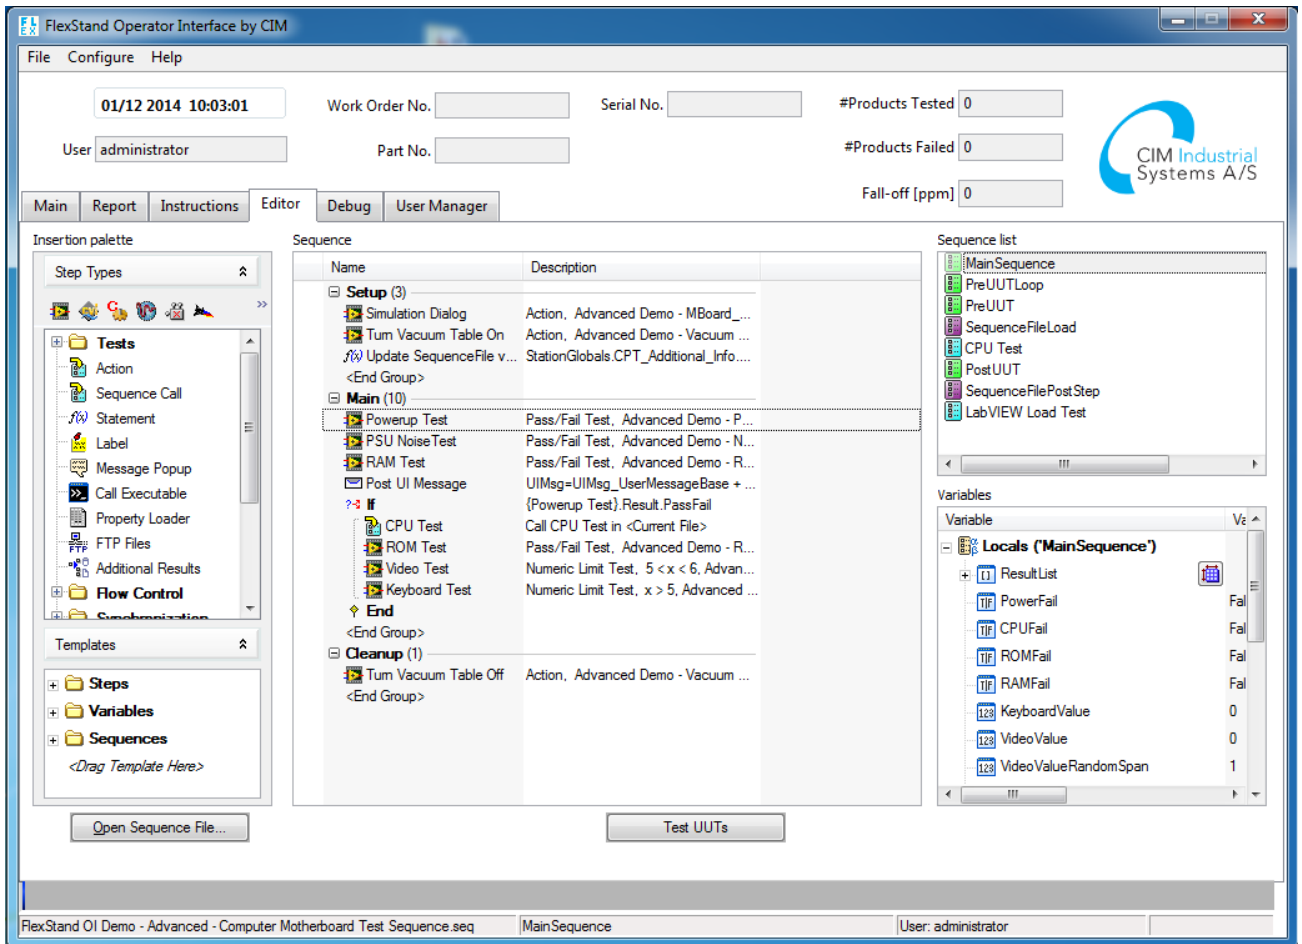 FL
EX
FlexStand Operator Interface by CIM
File Configure Help
01/12 2014 10:03:01
Work Order No.
Serial No.
#Products Tested 0
User administrator
Part No.
#Products Failed 0
Fall-off [ppm] 0
CIM Industrial
Systems A/S
Main Report Instructions Editor Debug User Manager
Insertion palette
Step Types
Tests
Action
Sequence Call
Statement
Label
Message Popup
Call Executable
Property Loader
FTP Files
Additional Results
Flow Control
Synchronization
Templates
Steps
Variables
Sequences
<Drag Template Here>
Open Sequence File...
Sequence
Name Description
Setup (3)
Simulation Dialog Action, Advanced Demo - MBoard_...
Turn Vacuum Table On Action, Advanced Demo - Vacuum ...
f(x) Update SequenceFile v... StationGlobals.CPT_Additional_Info....
<End Group>
Main (10)
Powerup Test Pass/Fail Test, Advanced Demo - P...
PSU NoiseTest Pass/Fail Test, Advanced Demo - N...
RAM Test Pass/Fail Test, Advanced Demo - R...
Post UI Message UIMsg=UIMsg_UserMessageBase + ...
If {Powerup Test}.Result.PassFail
CPU Test Call CPU Test in <Current File>
ROM Test Pass/Fail Test, Advanced Demo - R...
Video Test Numeric Limit Test, 5 < x < 6, Advan...
Keyboard Test Numeric Limit Test, x > 5, Advanced ...
End
<End Group>
Cleanup (1)
Turn Vacuum Table Off Action, Advanced Demo - Vacuum ...
<End Group>
Test UUTs
Sequence list
MainSequence
PreUUTLoop
PreUUT
SequenceFileLoad
CPU Test
PostUUT
SequenceFilePostStep
LabVIEW Load Test
Variables
Variable
Locals ('MainSequence')
ResultList
PowerFail Fal
CPUFail Fal
ROMFail Fal
RAMFail Fal
KeyboardValue 0
VideoValue 0
VideoValueRandomSpan 1
FlexStand OI Demo - Advanced - Computer Motherboard Test Sequence.seq MainSequence User: administrator